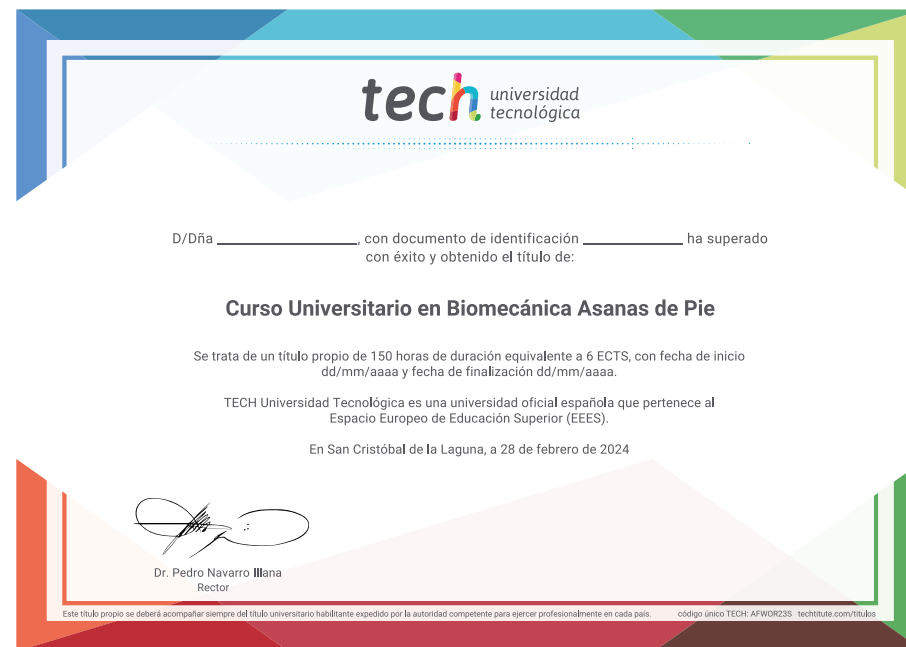 tech universidad
tecnológica
D/Dña ____________________, con documento de identificación ______________ ha superado
con éxito y obtenido el título de:
Curso Universitario en Biomecánica Asanas de Pie
Se trata de un título propio de 150 horas de duración equivalente a 6 ECTS, con fecha de inicio
dd/mm/aaaa y fecha de finalización dd/mm/aaaa.
TECH Universidad Tecnológica es una universidad oficial española que pertenece al
Espacio Europeo de Educación Superior (EEES).
En San Cristóbal de la Laguna, a 28 de febrero de 2024
Dr. Pedro Navarro Illana
Rector
Este título propio se deberá acompañar siempre del título universitario habilitante expedido por la autoridad competente para ejercer profesionalmente en cada país. código único TECH: AFWOR23S techtitute.com/titulos